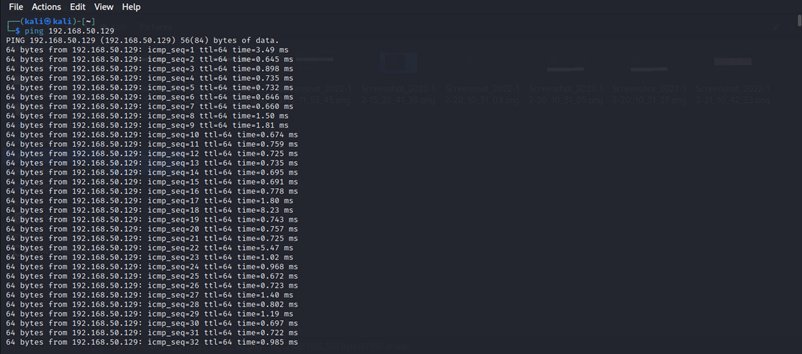 File Actions Edit View Help
┌──(kali㉿kali)-[~]
└─$ ping 192.168.50.129
PING 192.168.50.129 (192.168.50.129) 56(84) bytes of data.
64 bytes from 192.168.50.129: icmp_seq=1 ttl=64 time=3.49 ms
64 bytes from 192.168.50.129: icmp_seq=2 ttl=64 time=0.645 ms
64 bytes from 192.168.50.129: icmp_seq=3 ttl=64 time=0.898 ms
64 bytes from 192.168.50.129: icmp_seq=4 ttl=64 time=0.735 ms
64 bytes from 192.168.50.129: icmp_seq=5 ttl=64 time=0.732 ms
64 bytes from 192.168.50.129: icmp_seq=6 ttl=64 time=0.646 ms
64 bytes from 192.168.50.129: icmp_seq=7 ttl=64 time=0.660 ms
64 bytes from 192.168.50.129: icmp_seq=8 ttl=64 time=1.50 ms
64 bytes from 192.168.50.129: icmp_seq=9 ttl=64 time=1.81 ms
64 bytes from 192.168.50.129: icmp_seq=10 ttl=64 time=0.674 ms
64 bytes from 192.168.50.129: icmp_seq=11 ttl=64 time=0.759 ms
64 bytes from 192.168.50.129: icmp_seq=12 ttl=64 time=0.725 ms
64 bytes from 192.168.50.129: icmp_seq=13 ttl=64 time=0.735 ms
64 bytes from 192.168.50.129: icmp_seq=14 ttl=64 time=0.695 ms
64 bytes from 192.168.50.129: icmp_seq=15 ttl=64 time=0.691 ms
64 bytes from 192.168.50.129: icmp_seq=16 ttl=64 time=0.778 ms
64 bytes from 192.168.50.129: icmp_seq=17 ttl=64 time=1.80 ms
64 bytes from 192.168.50.129: icmp_seq=18 ttl=64 time=8.23 ms
64 bytes from 192.168.50.129: icmp_seq=19 ttl=64 time=0.743 ms
64 bytes from 192.168.50.129: icmp_seq=20 ttl=64 time=0.757 ms
64 bytes from 192.168.50.129: icmp_seq=21 ttl=64 time=0.725 ms
64 bytes from 192.168.50.129: icmp_seq=22 ttl=64 time=5.47 ms
64 bytes from 192.168.50.129: icmp_seq=23 ttl=64 time=1.02 ms
64 bytes from 192.168.50.129: icmp_seq=24 ttl=64 time=0.968 ms
64 bytes from 192.168.50.129: icmp_seq=25 ttl=64 time=0.672 ms
64 bytes from 192.168.50.129: icmp_seq=26 ttl=64 time=0.723 ms
64 bytes from 192.168.50.129: icmp_seq=27 ttl=64 time=1.40 ms
64 bytes from 192.168.50.129: icmp_seq=28 ttl=64 time=0.802 ms
64 bytes from 192.168.50.129: icmp_seq=29 ttl=64 time=1.19 ms
64 bytes from 192.168.50.129: icmp_seq=30 ttl=64 time=0.697 ms
64 bytes from 192.168.50.129: icmp_seq=31 ttl=64 time=0.722 ms
64 bytes from 192.168.50.129: icmp_seq=32 ttl=64 time=0.985 ms